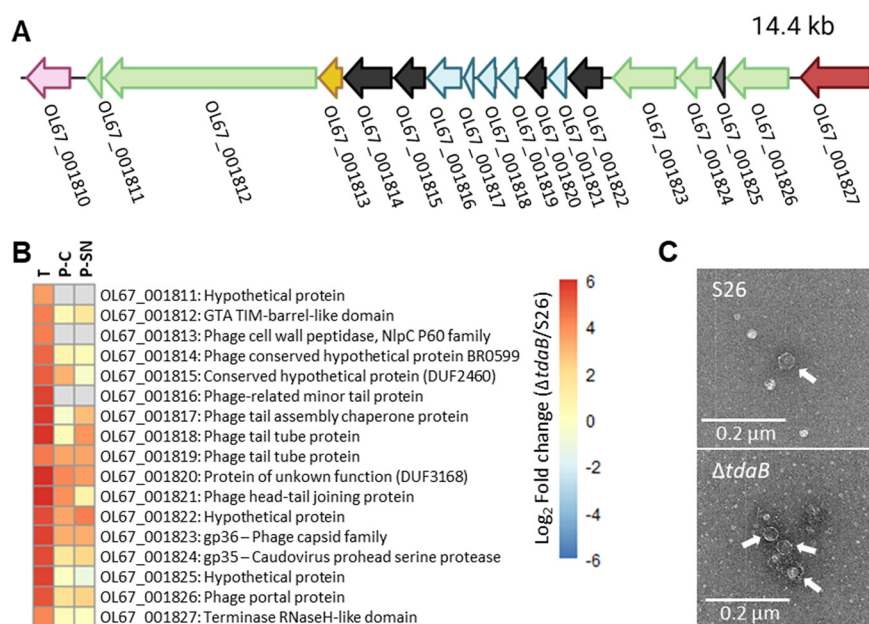 A
14.4 kb
OL67_001810
OL67_001811
OL67_001812
OL67_001813
OL67_001814
OL67_001815
OL67_001816
OL67_001817
OL67_001818
OL67_001819
OL67_001820
OL67_001821
OL67_001822
OL67_001823
OL67_001824
OL67_001825
OL67_001826
OL67_001827
B
T
P-C
P-SN
OL67_001811: Hypothetical protein
OL67_001812: GTA TIM-barrel-like domain
OL67_001813: Phage cell wall peptidase, NlpC P60 family
OL67_001814: Phage conserved hypothetical protein BR0599
OL67_001815: Conserved hypothetical protein (DUF2460)
OL67_001816: Phage-related minor tail protein
OL67_001817: Phage tail assembly chaperone protein
OL67_001818: Phage tail tube protein
OL67_001819: Phage tail tube protein
OL67_001820: Protein of unkown function (DUF3168)
OL67_001821: Phage head-tail joining protein
OL67_001822: Hypothetical protein
OL67_001823: gp36 – Phage capsid family
OL67_001824: gp35 – Caudovirus prohead serine protease
OL67_001825: Hypothetical protein
OL67_001826: Phage portal protein
OL67_001827: Terminase RNaseH-like domain
Log2 Fold change (ΔtdaB/S26)
6
4
2
0
-2
-4
-6
C
S26
0.2 µm
ΔtdaB
0.2 µm